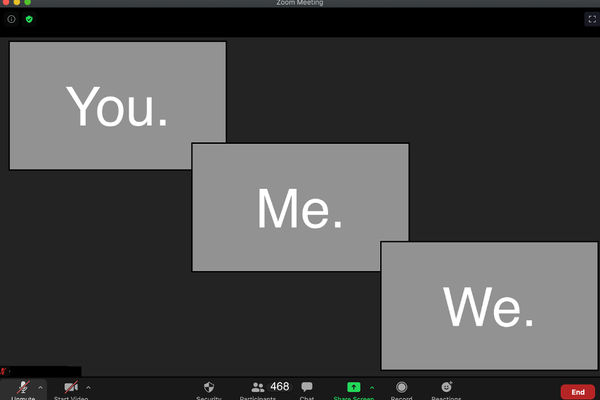 Zoom Meeting
You.
Me.
We.
Unmute
Start Video
Security
Participants
468
Chat
Share Screen
Record
Reactions
End